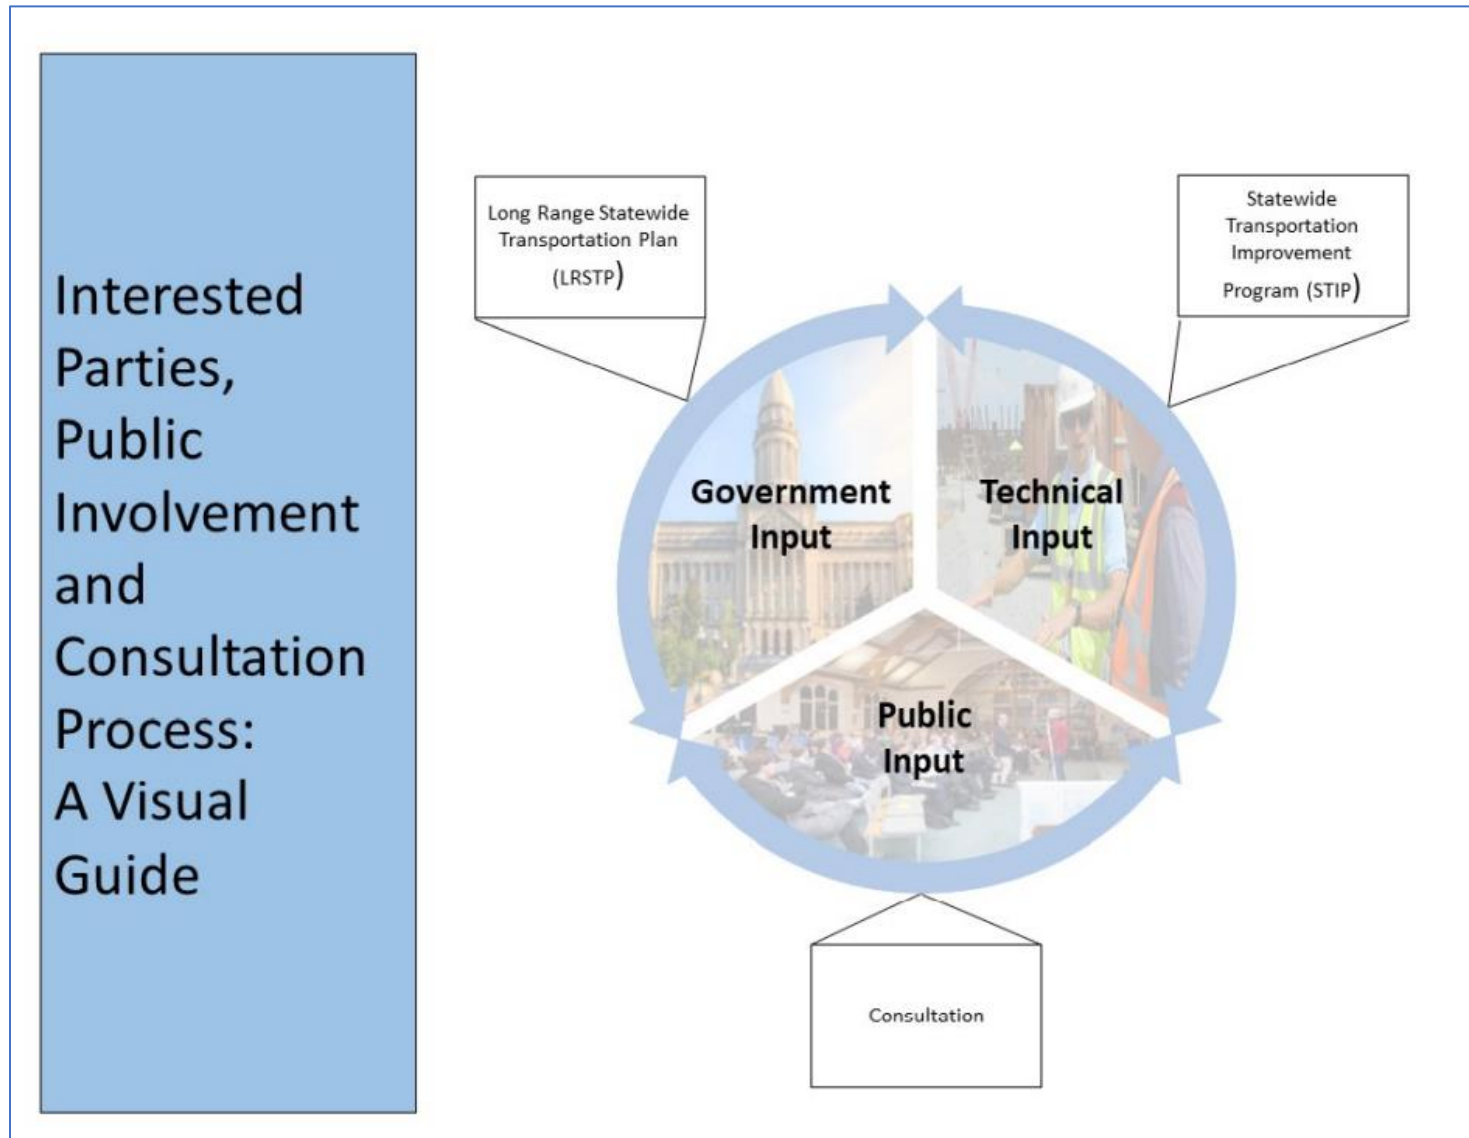 Interested
Parties,
Public
Involvement
and
Consultation
Process:
A Visual
Guide
Long Range Statewide
Transportation Plan
(LRSTP)
Statewide
Transportation
Improvement
Program (STIP)
Government
Input
Technical
Input
Public
Input
Consultation